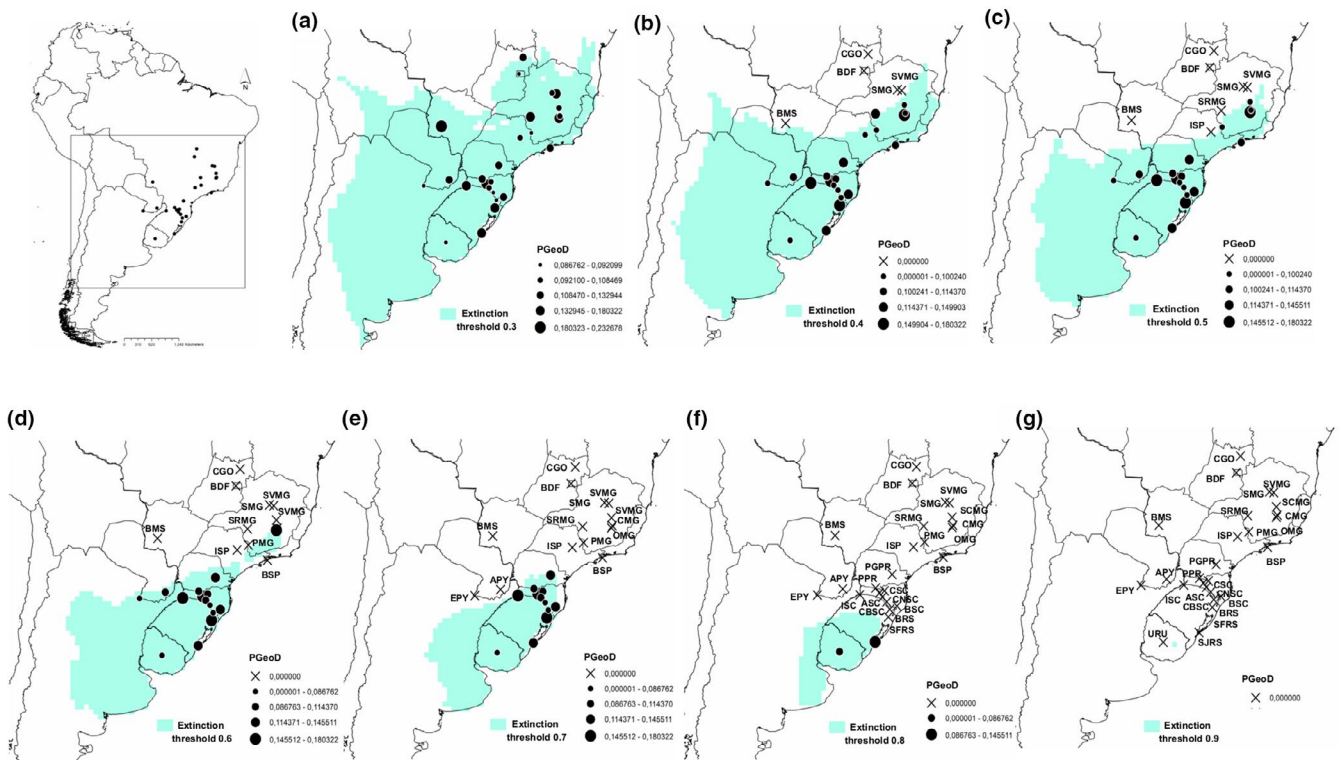 N
0 310 620 1,240 Kilometers
(a)
PGeoD
0,086762 - 0,092099
0,092100 - 0,108469
0,108470 - 0,132944
0,132945 - 0,180322
0,180323 - 0,232678
Extinction
threshold 0.3
(b)
CGO
BDF
SVMG
SMG
BMS
PGeoD
0,000000
0,000001 - 0,100240
0,100241 - 0,114370
0,114371 - 0,149903
0,149904 - 0,180322
Extinction
threshold 0.4
(c)
CGO
BDF
SVMG
SMG
SRMG
BMS
ISP
PGeoD
0,000000
0,000001 - 0,100240
0,100241 - 0,114370
0,114371 - 0,145511
0,145512 - 0,180322
Extinction
threshold 0.5
(d)
CGO
BDF
SVMG
SMG
SVMG
SRMG
BMS
PMG
ISP
BSP
PGeoD
0,000000
0,000001 - 0,086762
0,086763 - 0,114370
0,114371 - 0,145511
0,145512 - 0,180322
Extinction
threshold 0.6
(e)
CGO
BDF
SVMG
SMG
SVMG
SRMG
CMG
BMS
OMG
PMG
ISP
BSP
APY
EPY
PGeoD
0,000000
0,000001 - 0,086762
0,086763 - 0,114370
0,114371 - 0,145511
0,145512 - 0,180322
Extinction
threshold 0.7
(f)
CGO
BDF
SVMG
SMG
SCMG
SRMG
CMG
BMS
OMG
PMG
ISP
BSP
PGPR
APY
PPR
EPY
CSC
CNSC
ISC
ASC
BSC
CBSC
BRS
SFRS
PGeoD
0,000000
0,000001 - 0,086762
0,086763 - 0,145511
Extinction
threshold 0.8
(g)
CGO
BDF
SVMG
SMG
SCMG
SRMG
CMG
BMS
OMG
PMG
ISP
BSP
PGPR
APY
PPR
EPY
CSC
CNSC
ISC
ASC
BSC
CBSC
BRS
SFRS
URU
SJRS
PGeoD
0,000000
Extinction
threshold 0.9